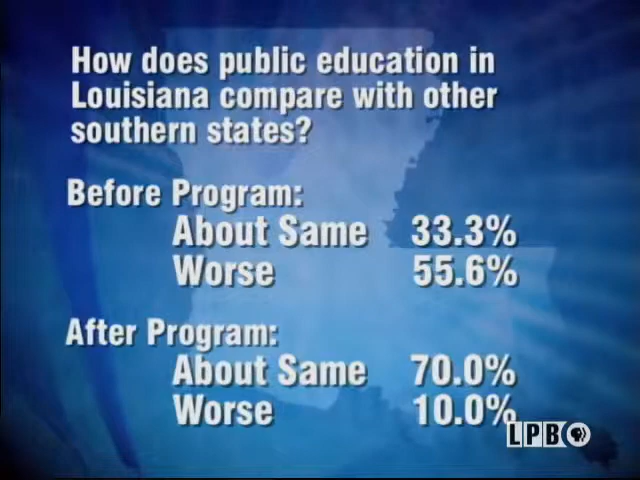 How does public education in
Louisiana compare with other
southern states?
Before Program:
About Same 33.3%
Worse 55.6%
After Program:
About Same 70.0%
Worse 10.0%
LPB